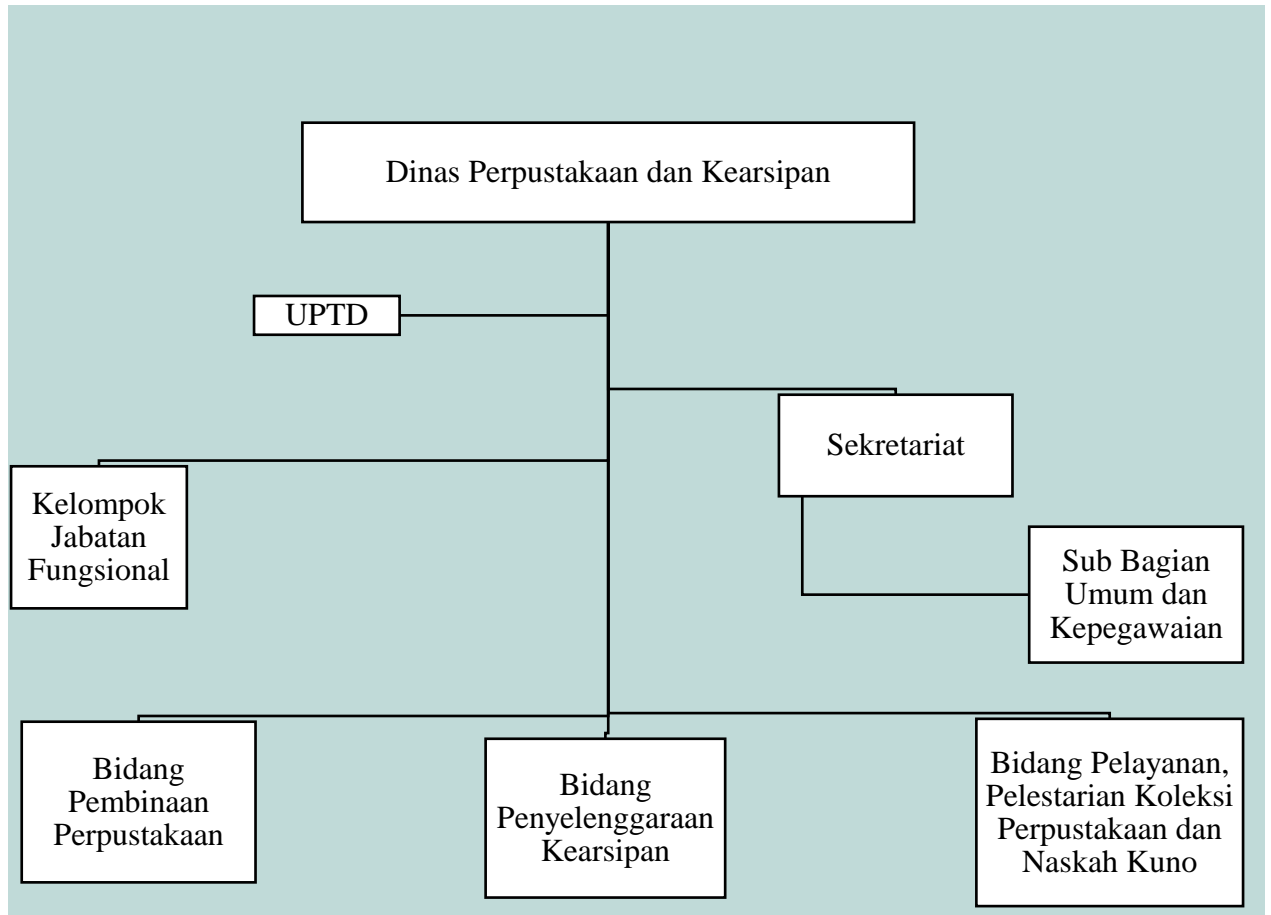 Dinas Perpustakaan dan Kearsipan
UPTD
Sekretariat
Kelompok
Jabatan
Fungsional
Sub Bagian
Umum dan
Kepegawaian
Bidang
Pembinaan
Perpustakaan
Bidang
Penyelenggaraan
Kearsipan
Bidang Pelayanan,
Pelestarian Koleksi
Perpustakaan dan
Naskah Kuno